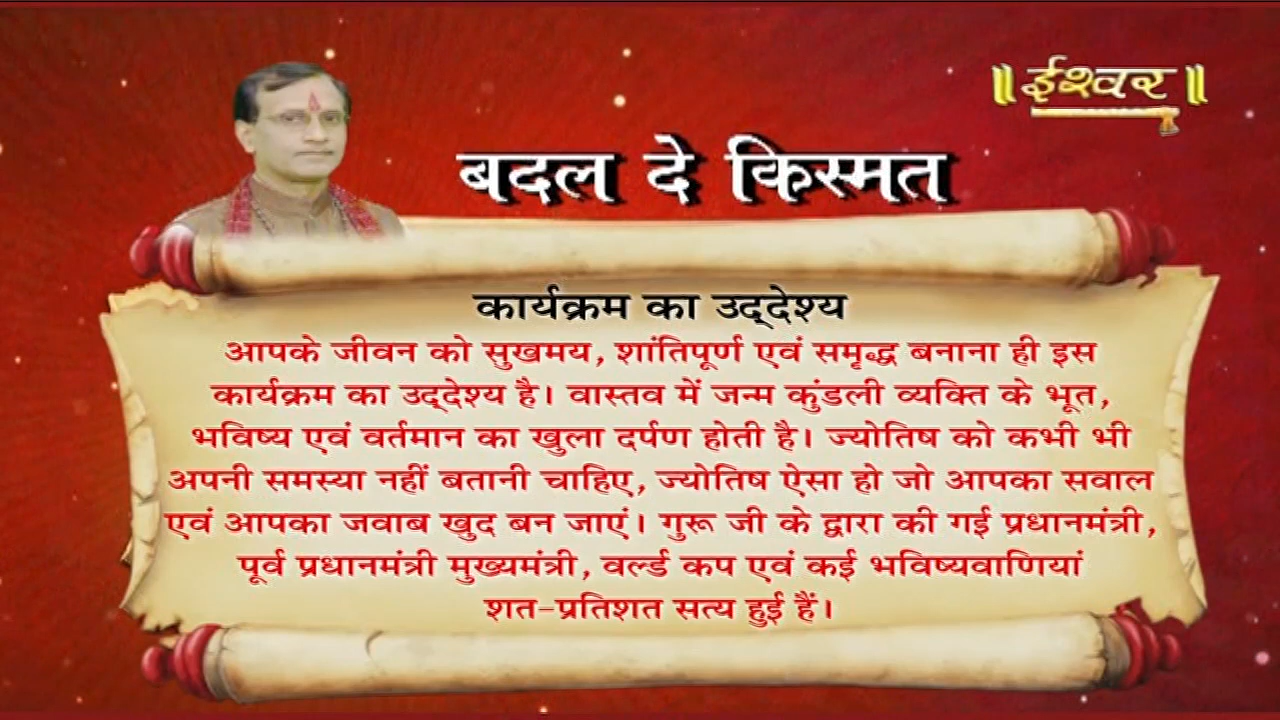 ॥ ईश्वर ॥
बदल दे किस्मत
कार्यक्रम का उद्देश्य
आपके जीवन को सुखमय, शांतिपूर्ण एवं समृद्ध बनाना ही इस
कार्यक्रम का उद्देश्य है। वास्तव में जन्म कुंडली व्यक्ति के भूत,
भविष्य एवं वर्तमान का खुला दर्पण होती है। ज्योतिष को कभी भी
अपनी समस्या नहीं बतानी चाहिए, ज्योतिष ऐसा हो जो आपका सवाल
एवं आपका जवाब खुद बन जाएं। गुरू जी के द्वारा की गई प्रधानमंत्री,
पूर्व प्रधानमंत्री मुख्यमंत्री, वर्ल्ड कप एवं कई भविष्यवाणियां
शत-प्रतिशत सत्य हुई हैं।